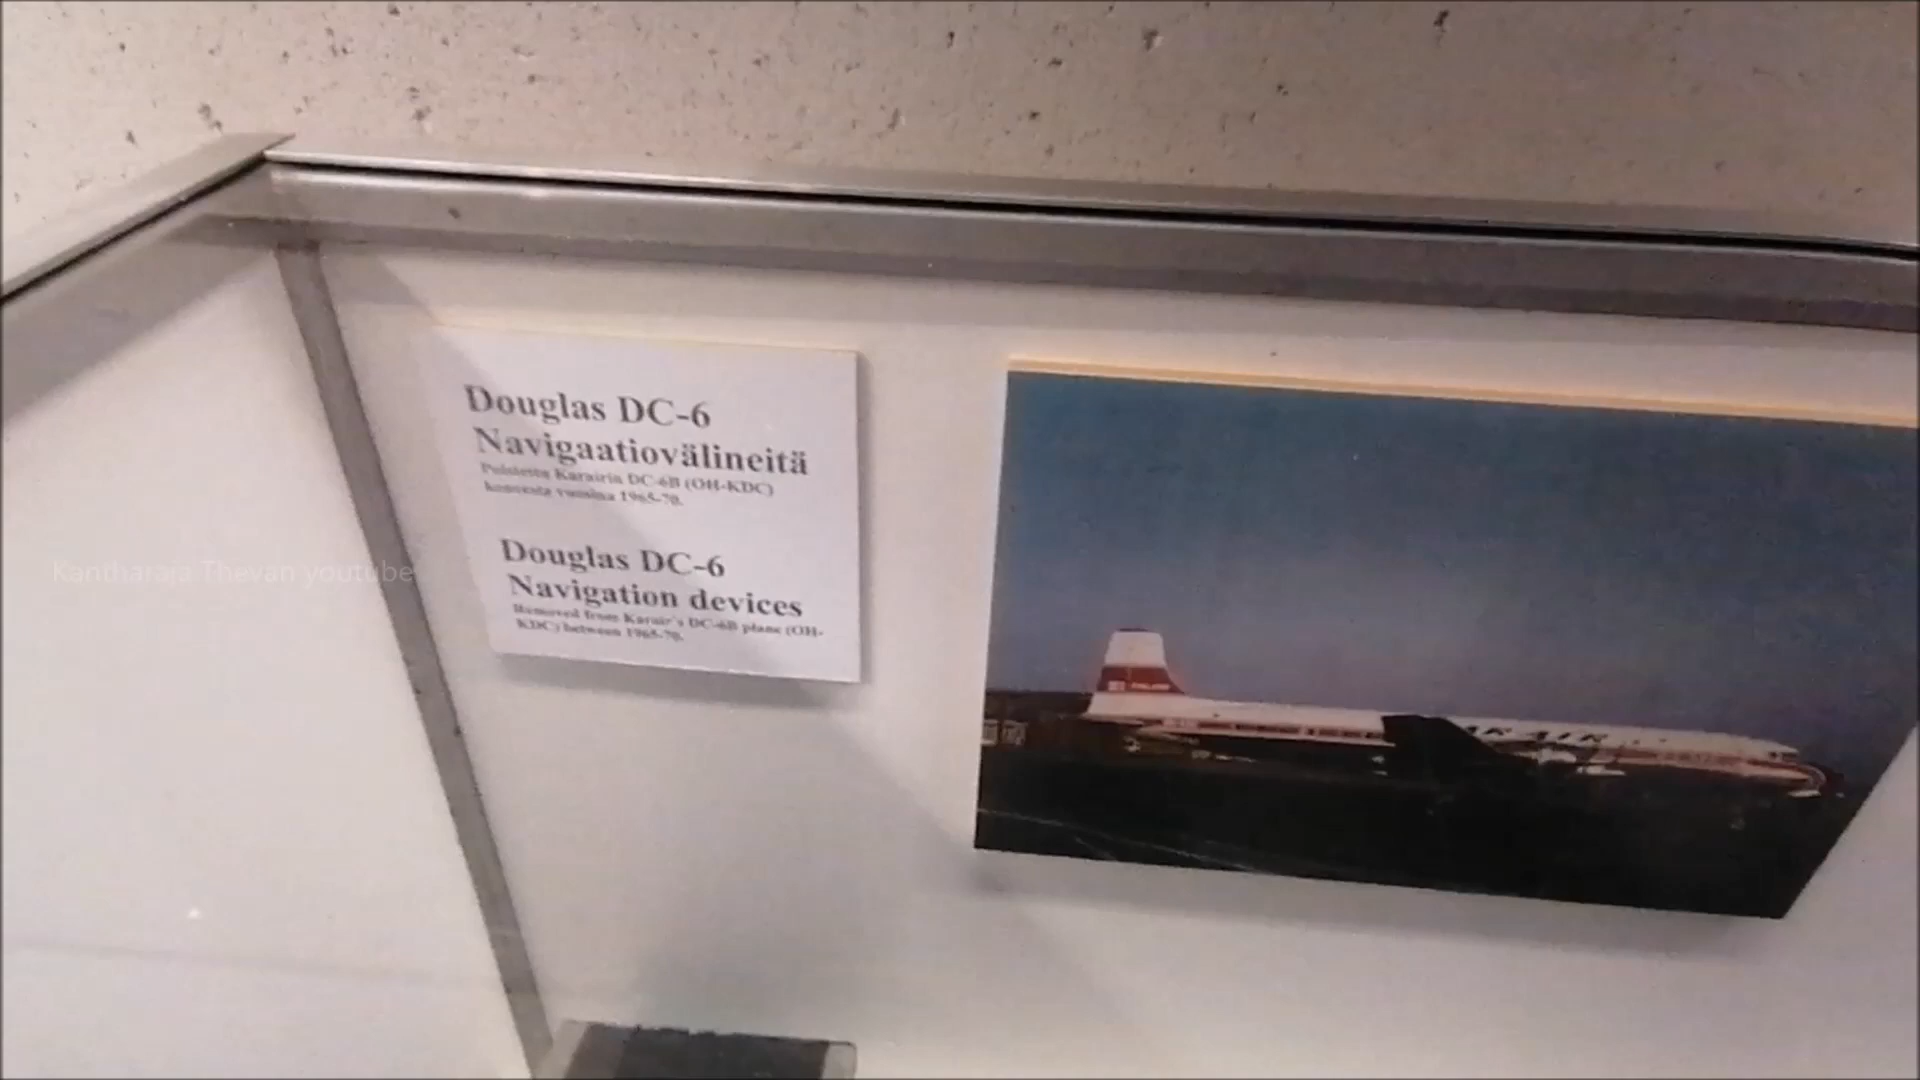 Douglas DC-6
Navigaatiovälineitä
Poistettu Karairin DC-6B (OH-KDC)
koneesta vuosina 1965-70.
Douglas DC-6
Navigation devices
Removed from Karair's DC-6B plane (OH-
KDC) between 1965-70.
Kantharaja Thevan youtube
AIR